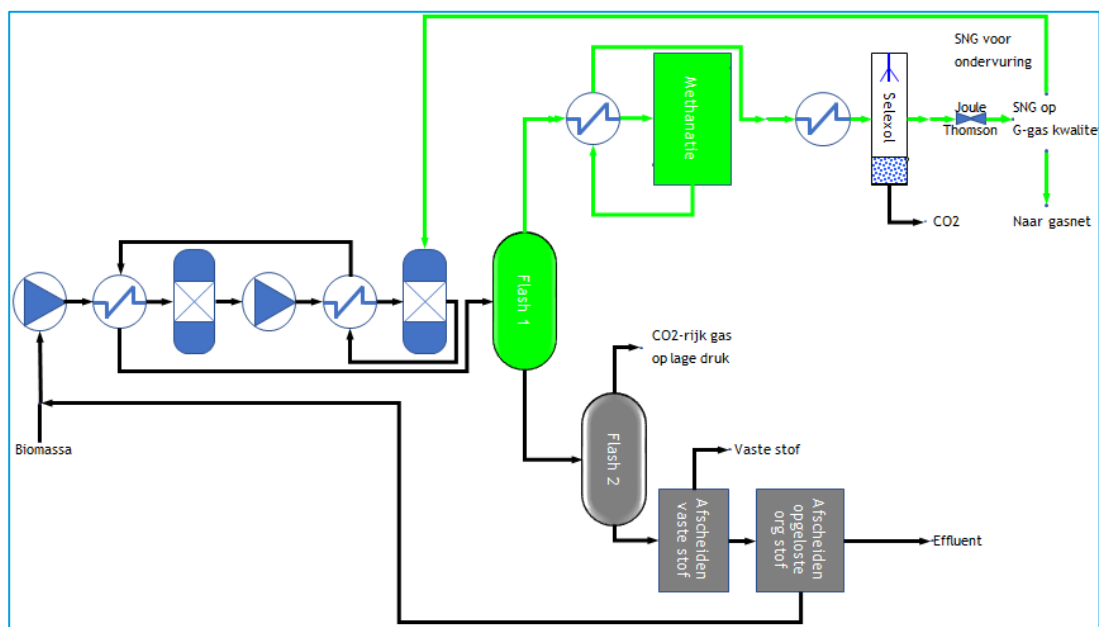 SNG voor
ondervuring
Methanatie
Selexol
Joule
Thomson
SNG op
G-gas kwalite
CO2
Naar gasnet
Flash 1
CO2-rijk gas
op lage druk
Biomassa
Flash 2
Vaste stof
Afscheiden
vaste stof
Afscheiden
opgeloste
org stof
Effluent